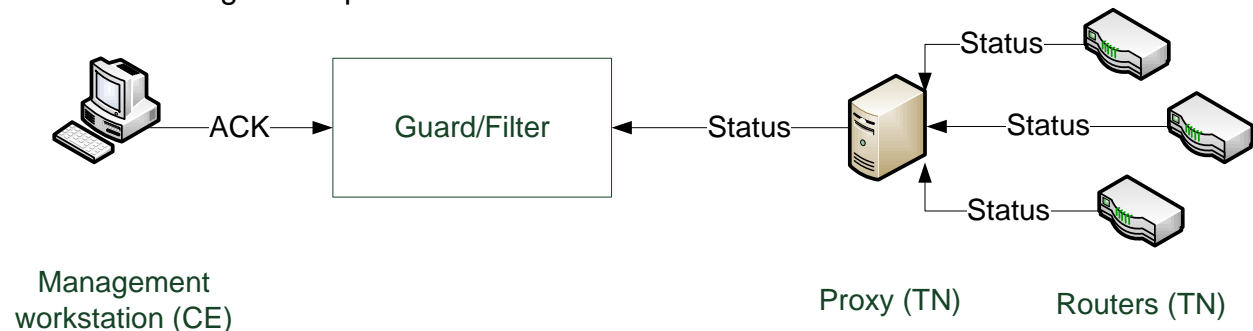 Status
ACK
Guard/Filter
Status
Status
Status
Management
workstation (CE)
Proxy (TN)
Routers (TN)